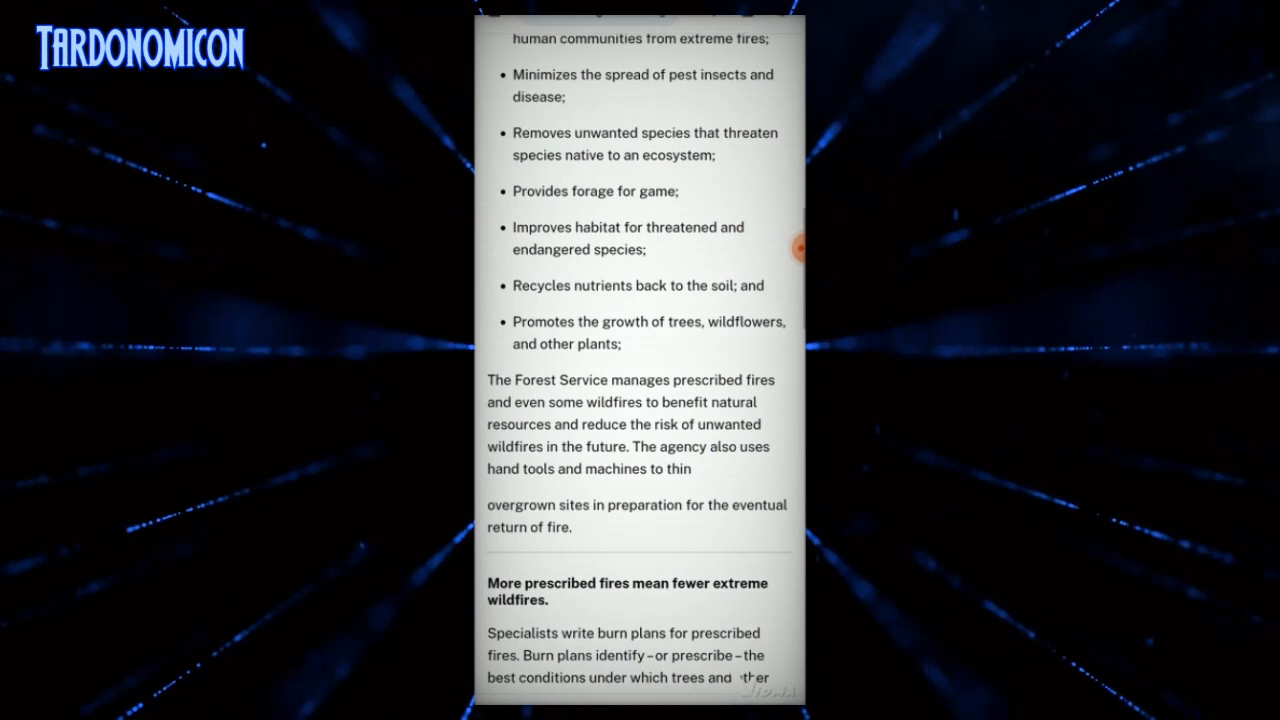 TARDONOMICON
human communities from extreme fires;
• Minimizes the spread of pest insects and
disease;
• Removes unwanted species that threaten
species native to an ecosystem;
• Provides forage for game;
• Improves habitat for threatened and
endangered species;
• Recycles nutrients back to the soil; and
• Promotes the growth of trees, wildflowers,
and other plants;
The Forest Service manages prescribed fires
and even some wildfires to benefit natural
resources and reduce the risk of unwanted
wildfires in the future. The agency also uses
hand tools and machines to thin
overgrown sites in preparation for the eventual
return of fire.
More prescribed fires mean fewer extreme
wildfires.
Specialists write burn plans for prescribed
fires. Burn plans identify – or prescribe – the
best conditions under which trees and other